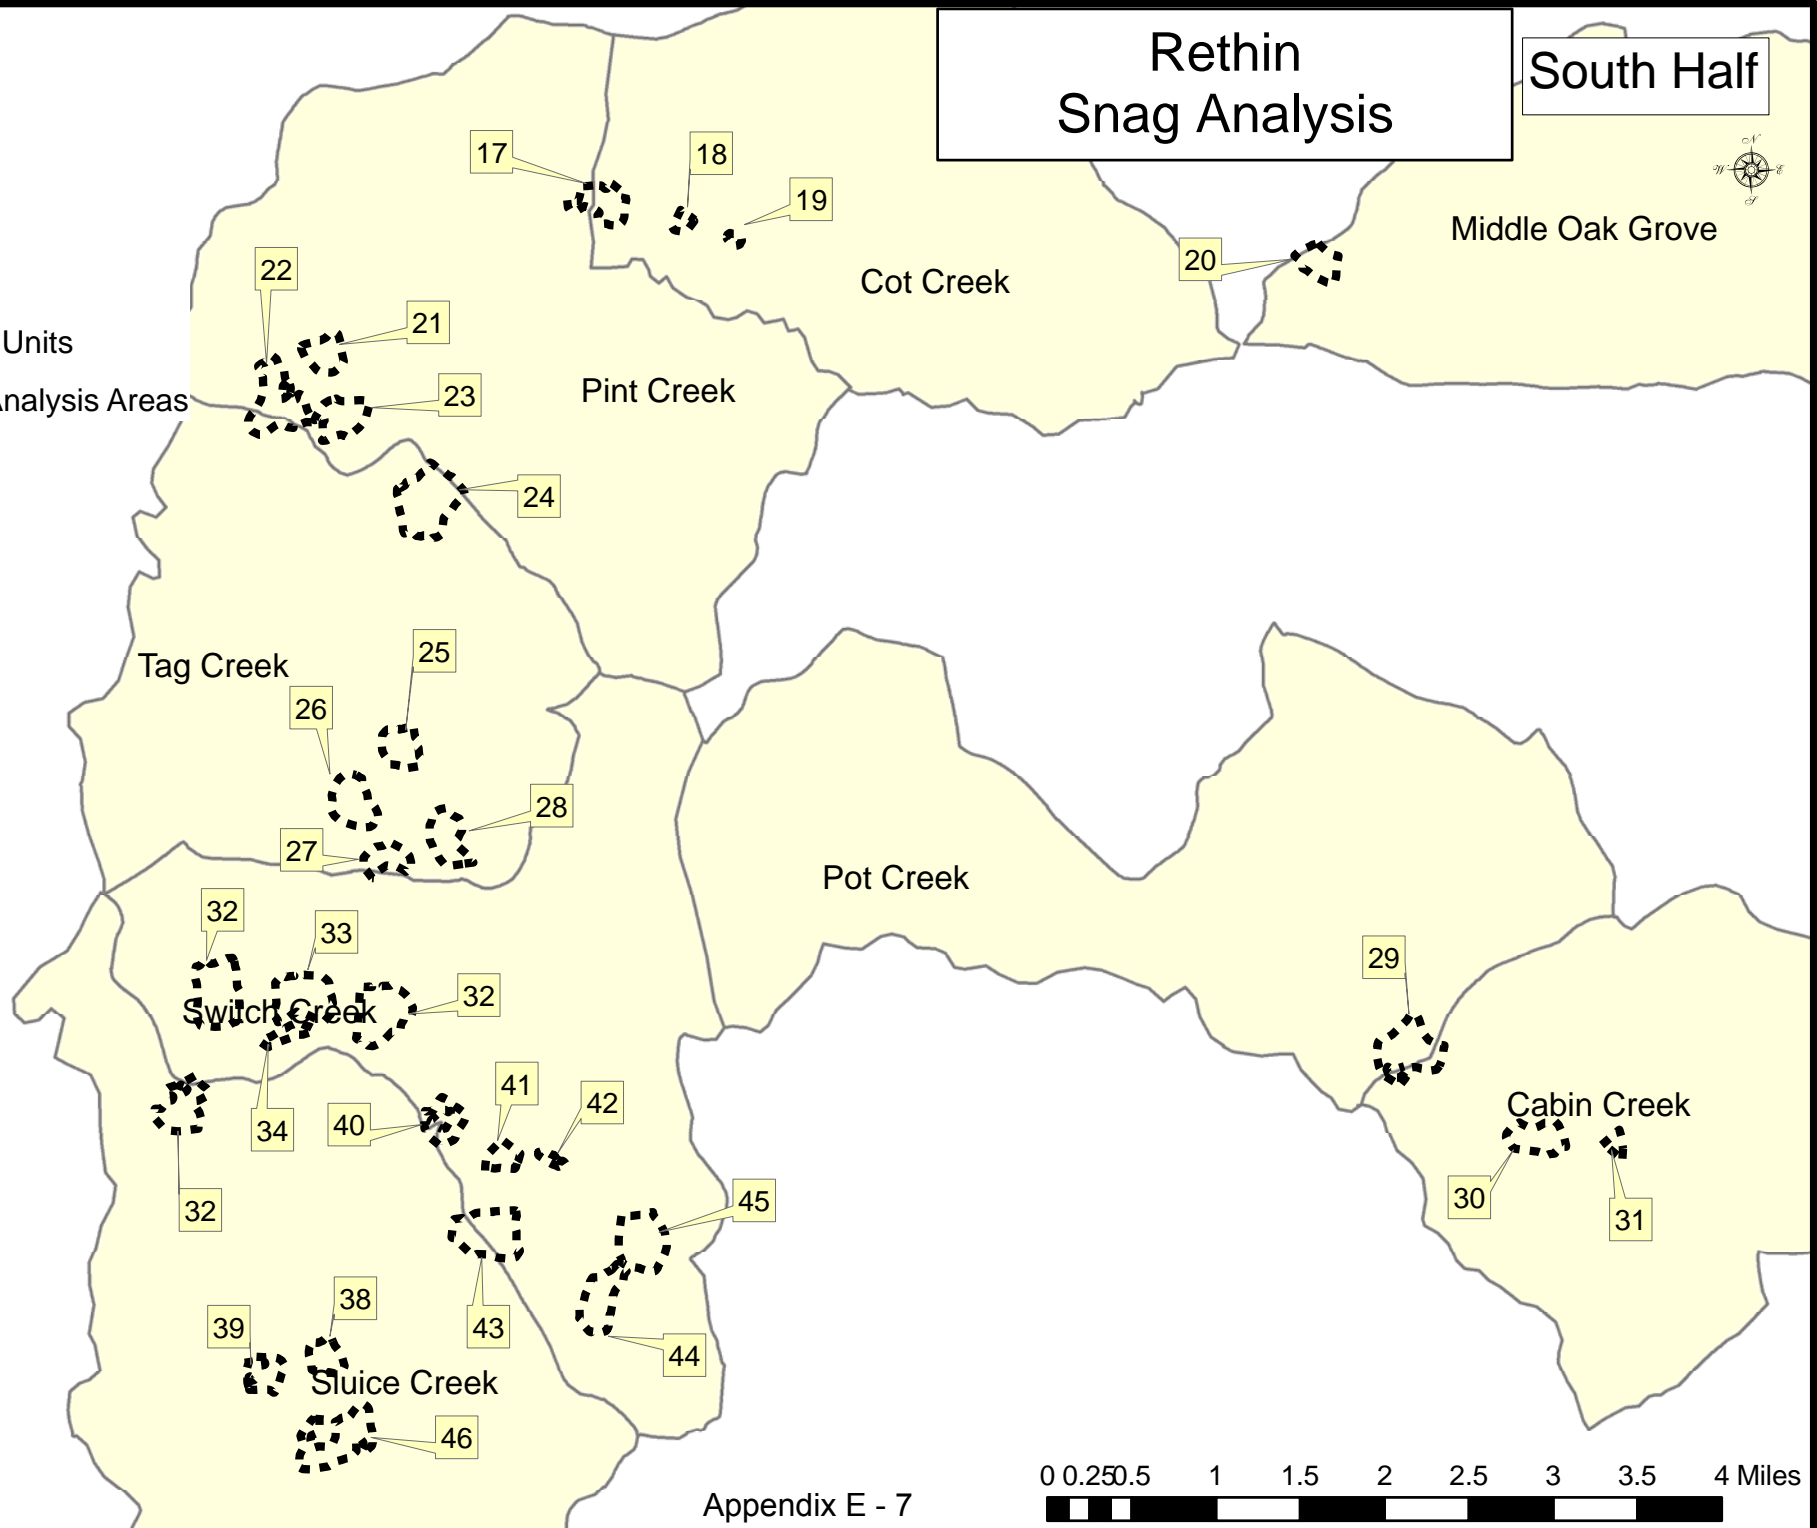 Rethin
Snag Analysis
South Half
N
W
E
S
17
18
19
20
Middle Oak Grove
Cot Creek
22
21
Units
Analysis Areas
23
Pint Creek
24
25
Tag Creek
26
28
27
Pot Creek
32
33
32
29
Switch Creek
41
42
40
34
Cabin Creek
32
45
30
31
38
39
43
44
Sluice Creek
46
0 0.25 0.5 1 1.5 2 2.5 3 3.5 4 Miles
Appendix E - 7